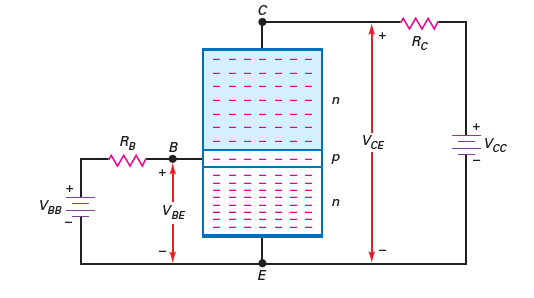 C
+
R_C
n
V_CE
+
V_CC
−
p
R_B
B
+
V_BE
−
+
V_BB
−
n
−
E